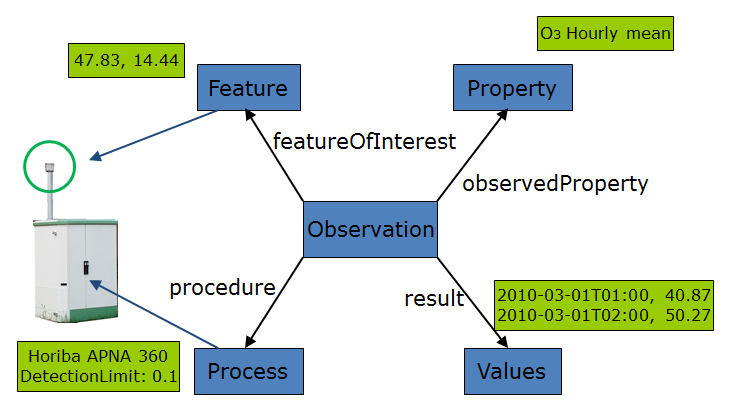 O3 Hourly mean
47.83, 14.44
Feature
Property
featureOfInterest
observedProperty
Observation
procedure
result
2010-03-01T01:00, 40.87
2010-03-01T02:00, 50.27
Horiba APNA 360
DetectionLimit: 0.1
Process
Values